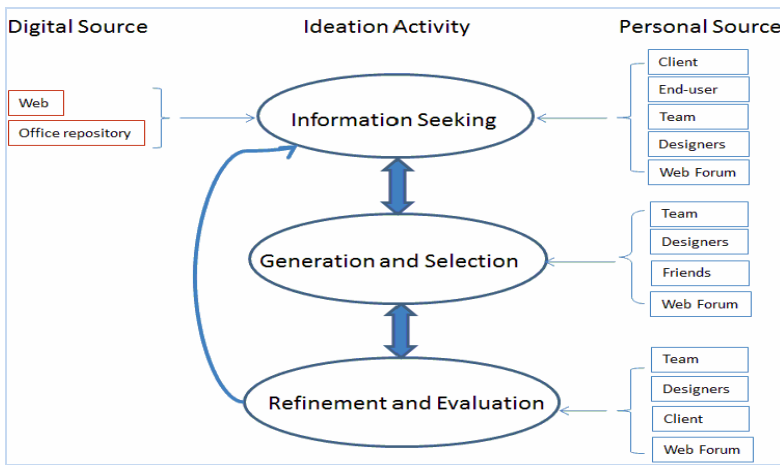 Digital Source
Ideation Activity
Personal Source
Web
Office repository
Information Seeking
Client
End-user
Team
Designers
Web Forum
Generation and Selection
Team
Designers
Friends
Web Forum
Refinement and Evaluation
Team
Designers
Client
Web Forum